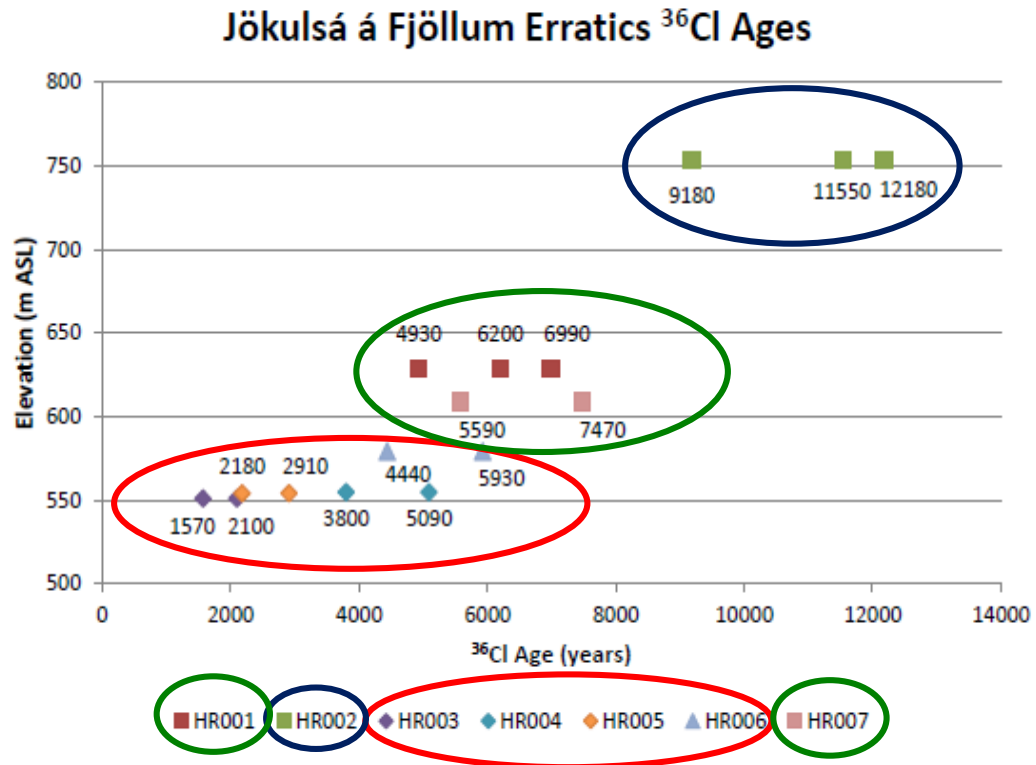 Jökulsá á Fjöllum Erratics ³⁶Cl Ages
800
750
9180 11550 12180
700
Elevation (m ASL)
650
4930 6200 6990
600
5590 7470
2180 2910 4440 5930
550
1570 2100 3800 5090
500
0 2000 4000 6000 8000 10000 12000 14000
³⁶Cl Age (years)
HR001 HR002 HR003 HR004 HR005 HR006 HR007